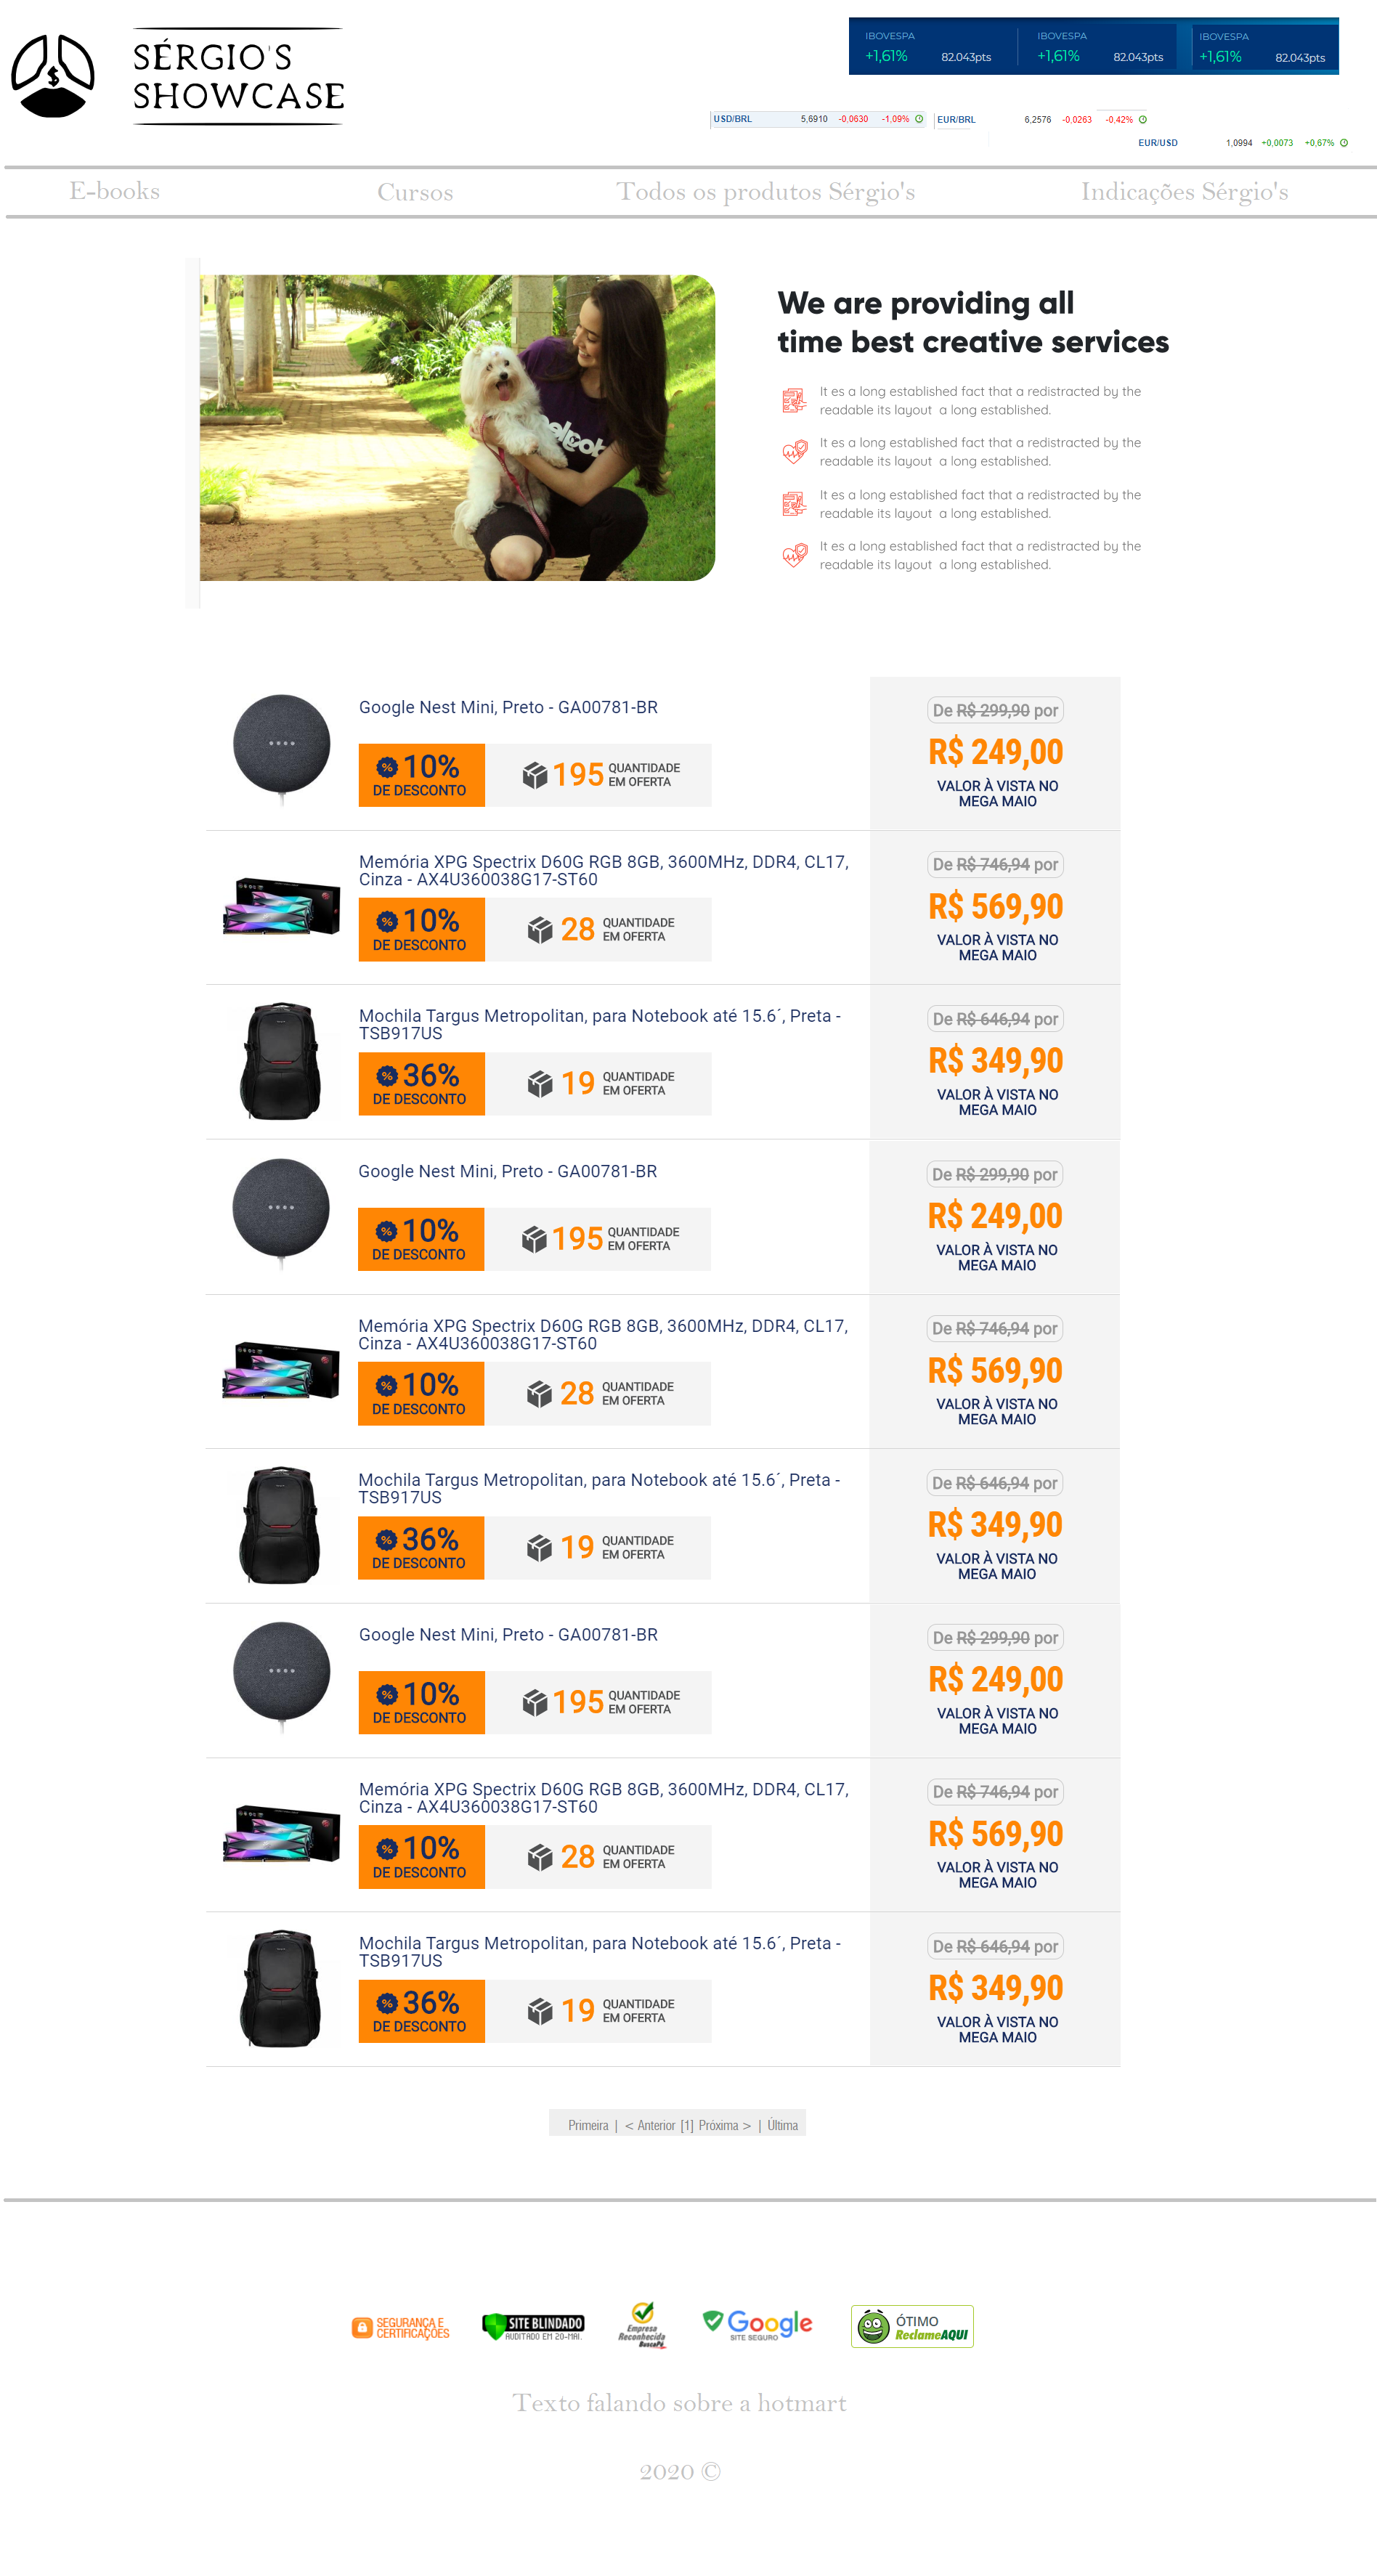 SÉRGIO'S
SHOWCASE
IBOVESPA
+1,61% 82.043pts
IBOVESPA
+1,61% 82.043pts
IBOVESPA
+1,61% 82.043pts
USD/BRL 5,6910 -0,0630 -1,09%
EUR/BRL 6,2576 -0,0263 -0,42%
EUR/USD 1,0994 +0,0073 +0,67%
E-books Cursos Todos os produtos Sérgio's Indicações Sérgio's
We are providing all
time best creative services
It es a long established fact that a redistracted by the
readable its layout a long established.
It es a long established fact that a redistracted by the
readable its layout a long established.
It es a long established fact that a redistracted by the
readable its layout a long established.
It es a long established fact that a redistracted by the
readable its layout a long established.
Google Nest Mini, Preto - GA00781-BR
% 10%
DE DESCONTO
195 QUANTIDADE
EM OFERTA
De R$ 299,90 por
R$ 249,00
VALOR À VISTA NO
MEGA MAIO
Memória XPG Spectrix D60G RGB 8GB, 3600MHz, DDR4, CL17,
Cinza - AX4U360038G17-ST60
% 10%
DE DESCONTO
28 QUANTIDADE
EM OFERTA
De R$ 746,94 por
R$ 569,90
VALOR À VISTA NO
MEGA MAIO
Mochila Targus Metropolitan, para Notebook até 15.6´, Preta -
TSB917US
% 36%
DE DESCONTO
19 QUANTIDADE
EM OFERTA
De R$ 646,94 por
R$ 349,90
VALOR À VISTA NO
MEGA MAIO
Google Nest Mini, Preto - GA00781-BR
% 10%
DE DESCONTO
195 QUANTIDADE
EM OFERTA
De R$ 299,90 por
R$ 249,00
VALOR À VISTA NO
MEGA MAIO
Memória XPG Spectrix D60G RGB 8GB, 3600MHz, DDR4, CL17,
Cinza - AX4U360038G17-ST60
% 10%
DE DESCONTO
28 QUANTIDADE
EM OFERTA
De R$ 746,94 por
R$ 569,90
VALOR À VISTA NO
MEGA MAIO
Mochila Targus Metropolitan, para Notebook até 15.6´, Preta -
TSB917US
% 36%
DE DESCONTO
19 QUANTIDADE
EM OFERTA
De R$ 646,94 por
R$ 349,90
VALOR À VISTA NO
MEGA MAIO
Google Nest Mini, Preto - GA00781-BR
% 10%
DE DESCONTO
195 QUANTIDADE
EM OFERTA
De R$ 299,90 por
R$ 249,00
VALOR À VISTA NO
MEGA MAIO
Memória XPG Spectrix D60G RGB 8GB, 3600MHz, DDR4, CL17,
Cinza - AX4U360038G17-ST60
% 10%
DE DESCONTO
28 QUANTIDADE
EM OFERTA
De R$ 746,94 por
R$ 569,90
VALOR À VISTA NO
MEGA MAIO
Mochila Targus Metropolitan, para Notebook até 15.6´, Preta -
TSB917US
% 36%
DE DESCONTO
19 QUANTIDADE
EM OFERTA
De R$ 646,94 por
R$ 349,90
VALOR À VISTA NO
MEGA MAIO
Primeira | < Anterior [1] Próxima > | Última
SEGURANÇA E
CERTIFICAÇÕES
SITE BLINDADO
AUDITADO EM 20-MAI.
Empresa
Reconhecida
BuscaPé
Google
SITE SEGURO
ÓTIMO
ReclameAQUI
Texto falando sobre a hotmart
2020 ©